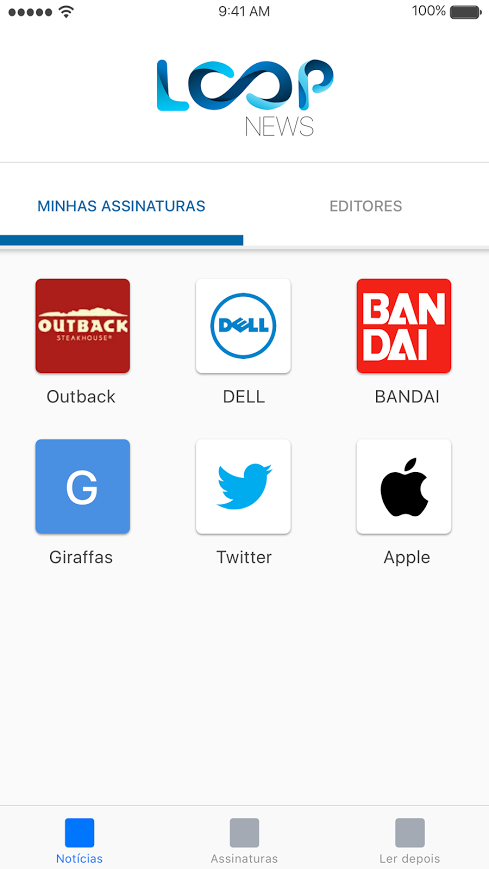 9:41 AM 100%
LOOP
NEWS
MINHAS ASSINATURAS EDITORES
OUTBACK
STEAKHOUSE®
DELL
BAN
DAI
Outback DELL BANDAI
G
Giraffas Twitter Apple
Notícias Assinaturas Ler depois